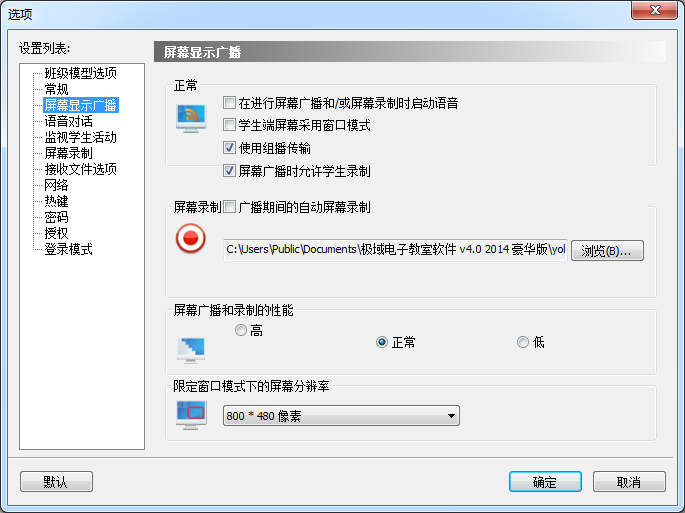 选项
设置列表:
班级模型选项
常规
屏幕显示广播
语音对话
监视学生活动
屏幕录制
接收文件选项
网络
热键
密码
授权
登录模式
屏幕显示广播
正常
在进行屏幕广播和/或屏幕录制时启动语音
学生端屏幕采用窗口模式
使用组播传输
屏幕广播时允许学生录制
屏幕录制 广播期间的自动屏幕录制
C:\Users\Public\Documents\极域电子教室软件 v4.0 2014 豪华版\yol 浏览(B)...
屏幕广播和录制的性能
高 正常 低
限定窗口模式下的屏幕分辨率
800 * 480 像素
默认 确定 取消